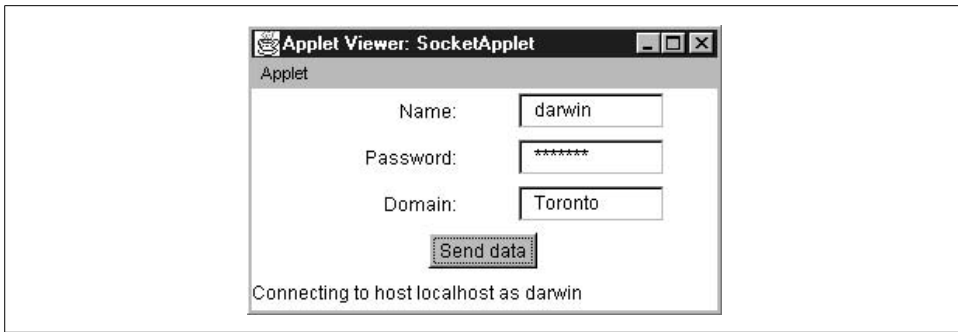 Applet Viewer: SocketApplet
Applet
Name: darwin
Password: *******
Domain: Toronto
Send data
Connecting to host localhost as darwin